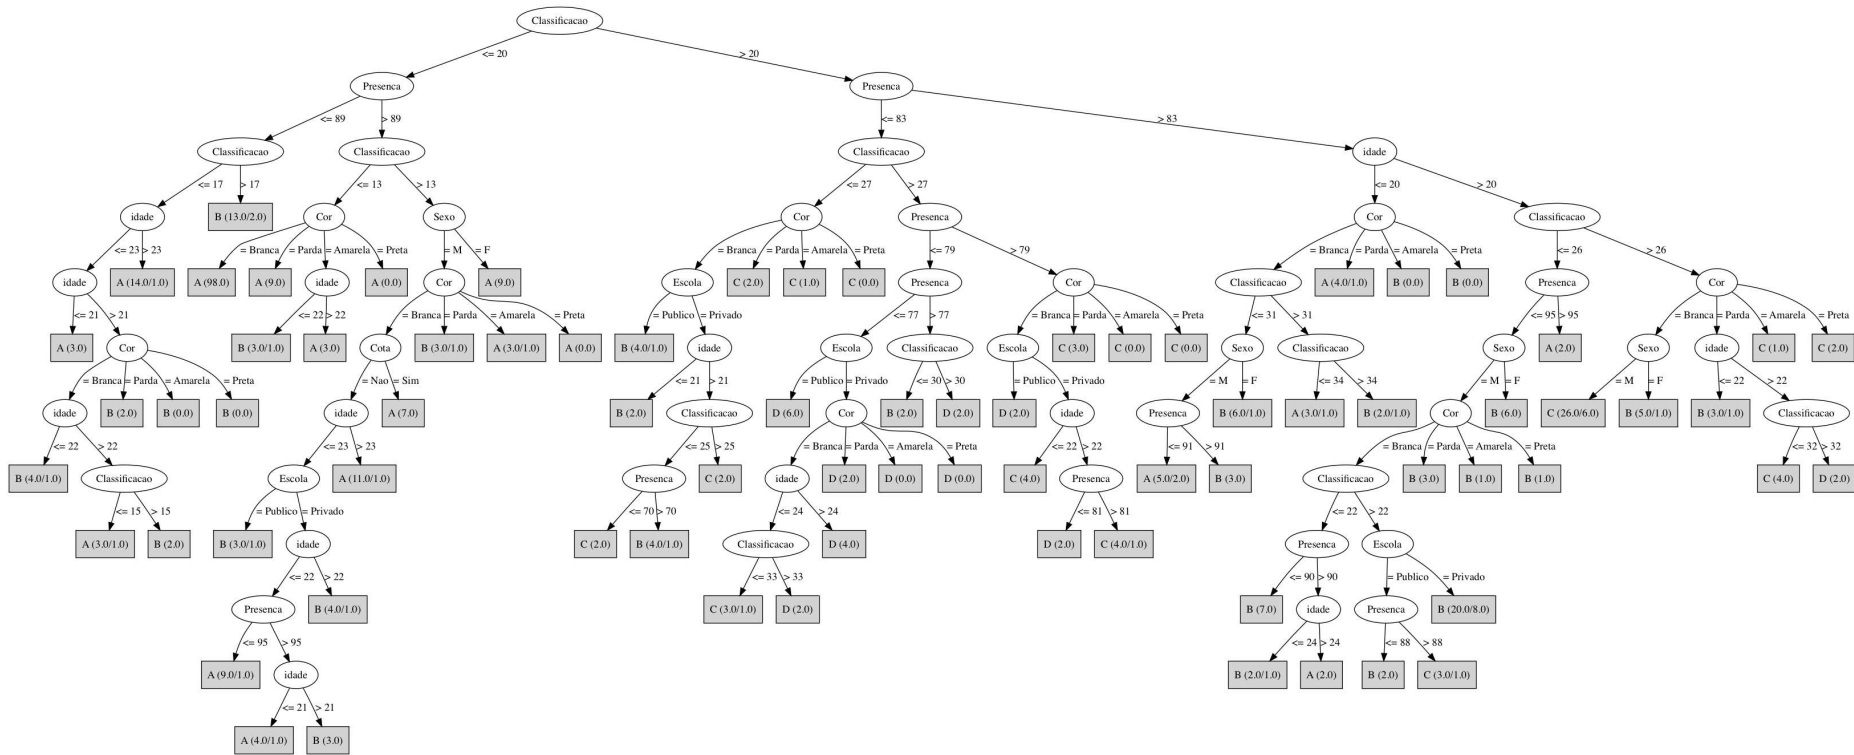 Classificacao
<= 20 > 20
Presenca Presenca
<= 89 > 89 <= 83 > 83
Classificacao Classificacao Classificacao idade
<= 17 > 17 <= 13 > 13 <= 27 > 27 <= 20 > 20
idade B (13.0/2.0) Cor Sexo Cor Presenca Cor Classificacao
<= 23 > 23 = Branca = Parda = Amarela = Preta = M = F = Branca = Parda = Amarela = Preta <= 79 > 79 = Branca = Parda = Amarela = Preta <= 26 > 26
idade A (14.0/1.0) A (98.0) A (9.0) idade A (0.0) Cor A (9.0) Escola C (2.0) C (1.0) C (0.0) Presenca Cor Classificacao A (4.0/1.0) B (0.0) B (0.0) Presenca Cor
<= 21 > 21 <= 22 > 22 = Branca = Parda = Amarela = Preta = Publico = Privado <= 77 > 77 = Branca = Parda = Amarela = Preta <= 31 > 31 <= 95 > 95 = Branca = Parda = Amarela = Preta
A (3.0) Cor B (3.0/1.0) A (3.0) Cota B (3.0/1.0) A (3.0/1.0) A (0.0) B (4.0/1.0) idade Escola Classificacao Escola C (3.0) C (0.0) C (0.0) Sexo Classificacao Sexo A (2.0) Sexo idade C (1.0) C (2.0)
= Branca = Parda = Amarela = Preta = Nao = Sim <= 21 > 21 = Publico = Privado <= 30 > 30 = Publico = Privado = M = F <= 34 > 34 = M = F = M = F <= 22 > 22
idade B (2.0) B (0.0) B (0.0) idade A (7.0) B (2.0) Classificacao D (6.0) Cor B (2.0) D (2.0) D (2.0) idade Presenca B (6.0/1.0) A (3.0/1.0) B (2.0/1.0) Cor B (6.0) C (26.0/6.0) B (5.0/1.0) B (3.0/1.0) Classificacao
<= 22 > 22 <= 23 > 23 <= 25 > 25 = Branca = Parda = Amarela = Preta <= 22 > 22 <= 91 > 91 = Branca = Parda = Amarela = Preta <= 32 > 32
B (4.0/1.0) Classificacao Escola A (11.0/1.0) Presenca C (2.0) idade D (2.0) D (0.0) D (0.0) C (4.0) Presenca A (5.0/2.0) B (3.0) Classificacao B (3.0) B (1.0) B (1.0) C (4.0) D (2.0)
<= 15 > 15 = Publico = Privado <= 70 > 70 <= 24 > 24 <= 81 > 81 <= 22 > 22
A (3.0/1.0) B (2.0) B (3.0/1.0) idade C (2.0) B (4.0/1.0) Classificacao D (4.0) D (2.0) C (4.0/1.0) Presenca Escola
<= 22 > 22 <= 33 > 33 <= 90 > 90 = Publico = Privado
Presenca B (4.0/1.0) C (3.0/1.0) D (2.0) B (7.0) idade Presenca B (20.0/8.0)
<= 95 > 95 <= 24 > 24 <= 88 > 88
A (9.0/1.0) idade B (2.0/1.0) A (2.0) B (2.0) C (3.0/1.0)
<= 21 > 21
A (4.0/1.0) B (3.0)